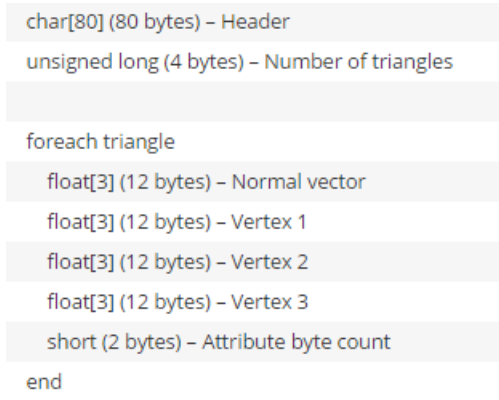 char[80] (80 bytes) – Header
unsigned long (4 bytes) – Number of triangles
foreach triangle
float[3] (12 bytes) – Normal vector
float[3] (12 bytes) – Vertex 1
float[3] (12 bytes) – Vertex 2
float[3] (12 bytes) – Vertex 3
short (2 bytes) – Attribute byte count
end